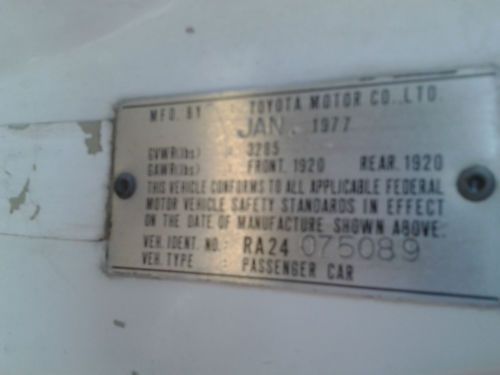 MFD. BY : TOYOTA MOTOR CO., LTD.
JAN. 1977
GVWR(lbs) : 3285
GAWR(lbs) : FRONT. 1920 REAR. 1920
THIS VEHICLE CONFORMS TO ALL APPLICABLE FEDERAL
MOTOR VEHICLE SAFETY STANDARDS IN EFFECT
ON THE DATE OF MANUFACTURE SHOWN ABOVE.
VEH. IDENT. NO. : RA24 075089
VEH. TYPE : PASSENGER CAR